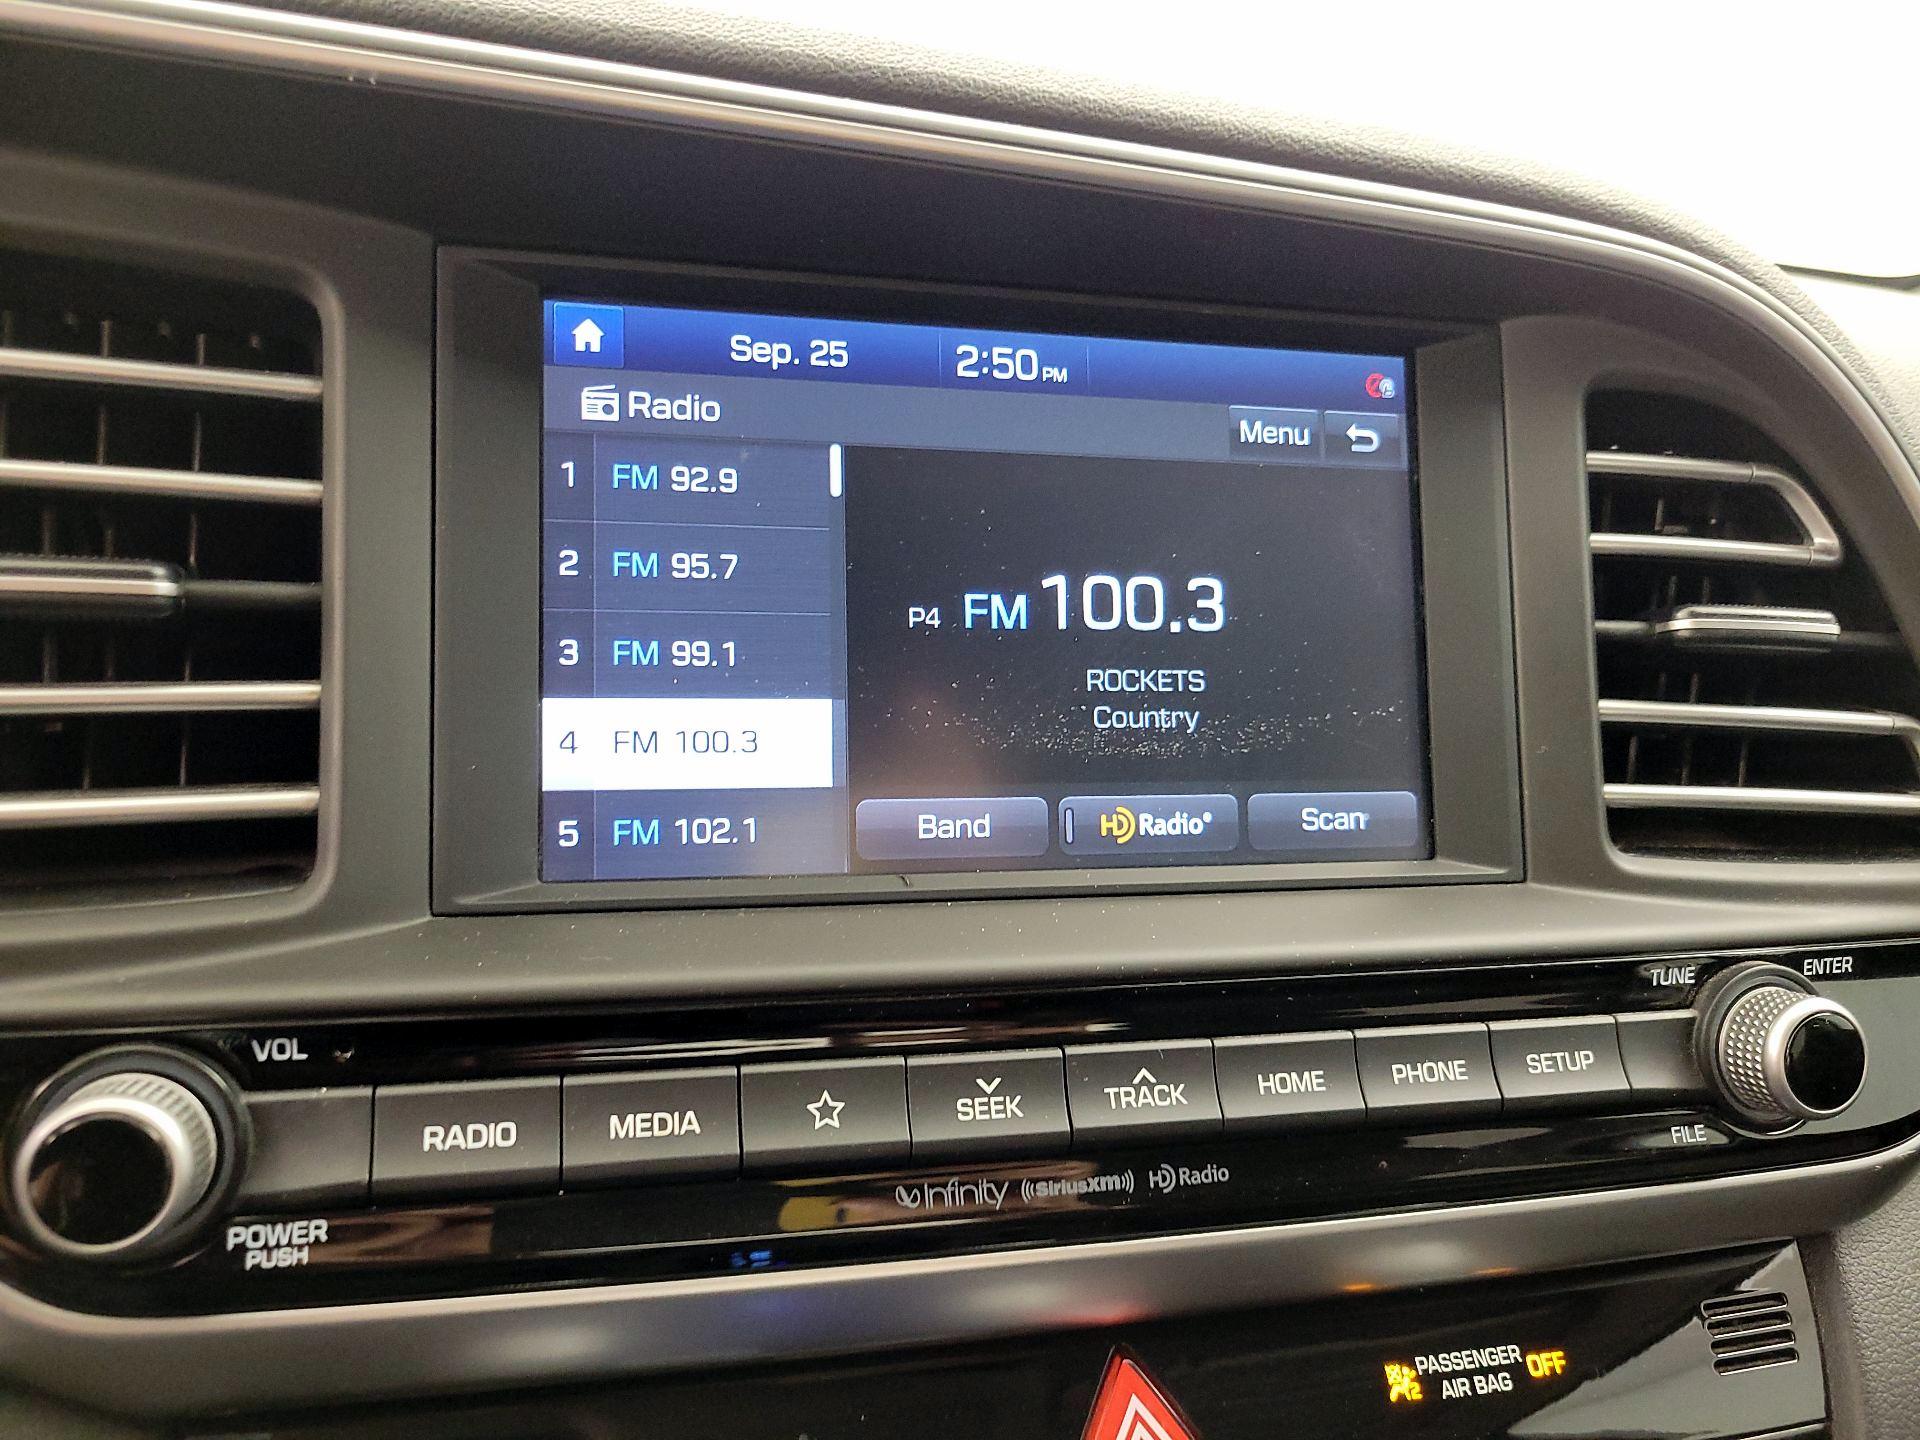 Sep. 25
2:50 PM
Radio
Menu
1 FM 92.9
2 FM 95.7
3 FM 99.1
4 FM 100.3
5 FM 102.1
P4 FM 100.3
ROCKETS
Country
Band
HD Radio®
Scan
VOL
POWER
PUSH
RADIO
MEDIA
SEEK
TRACK
HOME
PHONE
SETUP
TUNE
ENTER
FILE
Infinity ((SiriusXM)) HD Radio
PASSENGER
AIR BAG
OFF
2